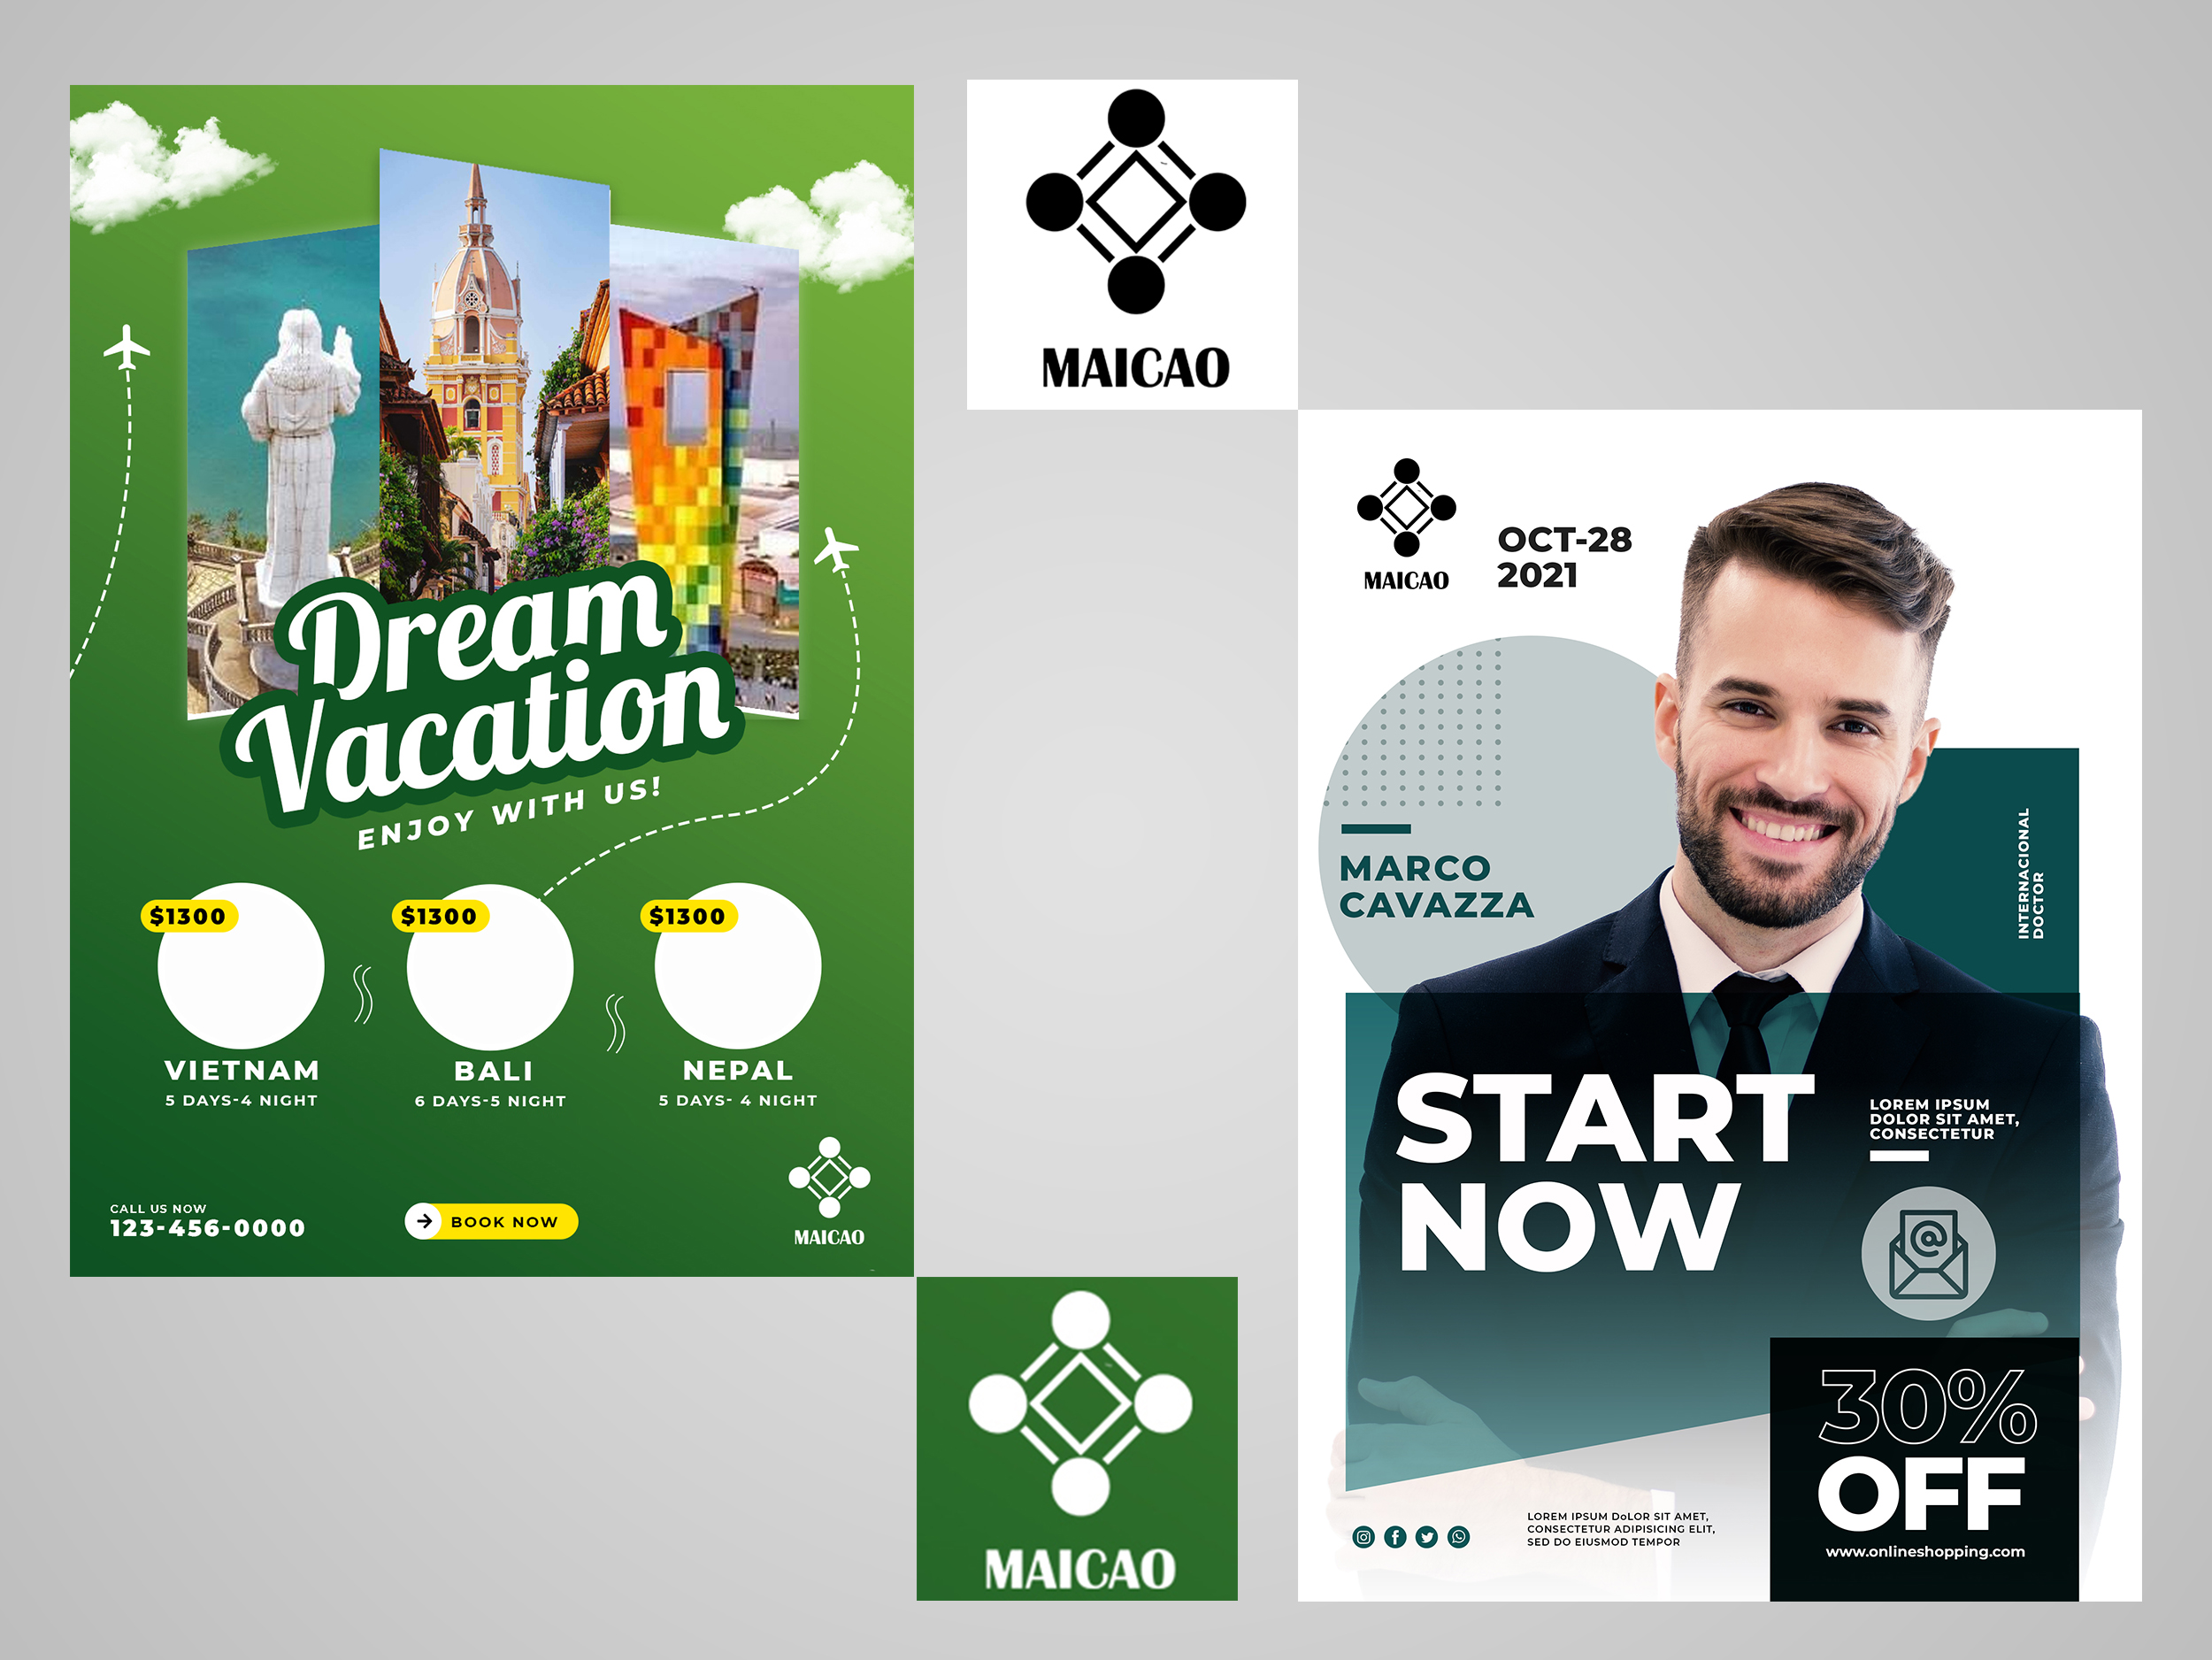 Dream
Vacation
ENJOY WITH US!
$1300
$1300
$1300
VIETNAM
5 DAYS-4 NIGHT
BALI
6 DAYS-5 NIGHT
NEPAL
5 DAYS- 4 NIGHT
CALL US NOW
123-456-0000
BOOK NOW
MAICAO
MAICAO
MAICAO
MAICAO
OCT-28
2021
MARCO
CAVAZZA
INTERNACIONAL
DOCTOR
START
NOW
LOREM IPSUM
DOLOR SIT AMET,
CONSECTETUR
@
30%
OFF
www.onlineshopping.com
LOREM IPSUM DoLOR SIT AMET,
CONSECTETUR ADIPISICING ELIT,
SED DO EIUSMOD TEMPOR